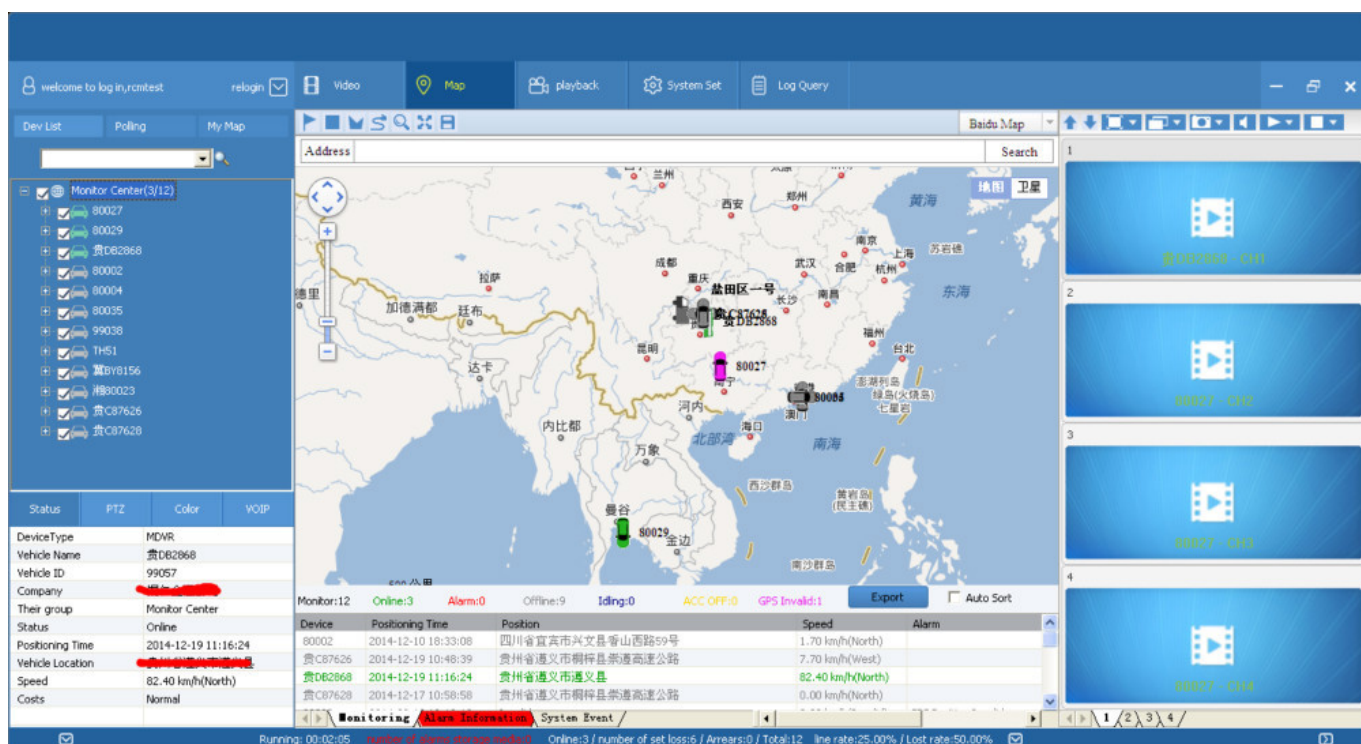 welcome to log in,rcmtest
relogin
Video
Map
playback
System Set
Log Query
Dev List
Polling
My Map
Baidu Map
Address
Search
Monitor Center(3/12)
80027
80029
贵DB2868
80002
80004
80035
99038
TH51
冀BY8156
湘80023
贵C87626
贵C87628
Status
PTZ
Color
VOIP
DeviceType MDVR
Vehicle Name 贵DB2868
Vehicle ID 99057
Company
Their group Monitor Center
Status Online
Positioning Time 2014-12-19 11:16:24
Vehicle Location
Speed 82.40 km/h(North)
Costs Normal
地图
卫星
兰州
西安
郑州
黄海
南京
上海
苏岩礁
成都
武汉
合肥
杭州
重庆
拉萨
盐田区一号
长沙
南昌
东海
德里
加德满都
廷布
贵DB2868
福州
昆明
台北
达卡
80027
澎湖列岛
绿岛(火烧岛)
七星岩
河内
澳门
内比都
北部湾
海口
南海
万象
西沙群岛
黄岩岛
(民主礁)
曼谷
80029
金边
南沙群岛
Monitor:12
Online:3
Alarm:0
Offline:9
Idling:0
ACC OFF:0
GPS Invalid:1
Export
Auto Sort
Device Positioning Time Position Speed Alarm
80002 2014-12-10 18:33:08 四川省宜宾市兴文县香山西路59号 1.70 km/h(North)
贵C87626 2014-12-19 10:48:39 贵州省遵义市桐梓县崇遵高速公路 7.70 km/h(West)
贵DB2868 2014-12-19 11:16:24 贵州省遵义市遵义县 82.40 km/h(North)
贵C87628 2014-12-17 10:58:58 贵州省遵义市桐梓县崇遵高速公路 0.00 km/h(North)
Monitoring
Alarm Information
System Event
1
贵DB2868 - CH1
2
80027 - CH2
3
80027 - CH3
4
80027 - CH4
1 2 3 4
Running: 00:02:05
number of alarms storage media:0
Online:3 / number of set loss:6 / Arrears:0 / Total:12 line rate:25.00% / Lost rate:50.00%